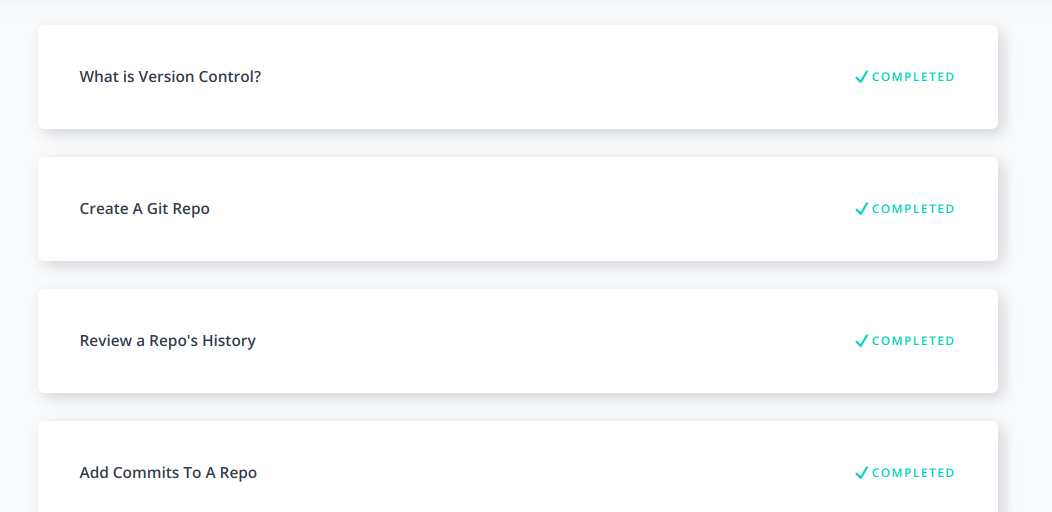 What is Version Control?
COMPLETED
Create A Git Repo
COMPLETED
Review a Repo's History
COMPLETED
Add Commits To A Repo
COMPLETED